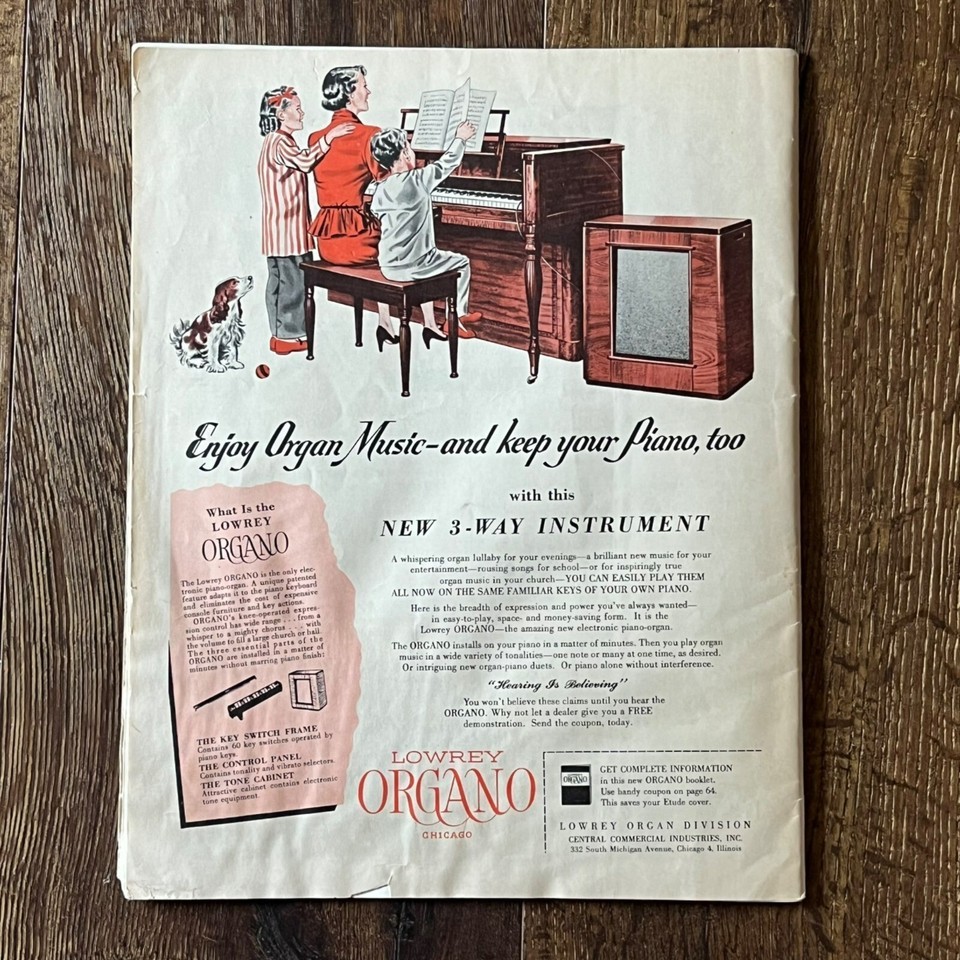 Enjoy Organ Music—and keep your Piano, too
with this
NEW 3-WAY INSTRUMENT
A whispering organ lullaby for your evenings—a brilliant new music for your
entertainment—rousing songs for school—or for inspiringly true
organ music in your church—YOU CAN EASILY PLAY THEM
ALL NOW ON THE SAME FAMILIAR KEYS OF YOUR OWN PIANO.
Here is the breadth of expression and power you've always wanted—
in easy-to-play, space- and money-saving form. It is the
Lowrey ORGANO—the amazing new electronic piano-organ.
The ORGANO installs on your piano in a matter of minutes. Then you play organ
music in a wide variety of tonalities—one note or many at one time, as desired.
Or intriguing new organ-piano duets. Or piano alone without interference.
"Hearing Is Believing"
You won't believe these claims until you hear the
ORGANO. Why not let a dealer give you a FREE
demonstration. Send the coupon, today.
What Is the
LOWREY
ORGANO
The Lowrey ORGANO is the only elec-
tronic piano-organ. A unique patented
feature adapts it to the piano keyboard
and eliminates the cost of expensive
console furniture and key actions.
ORGANO's knee-operated expres-
sion control has wide range . . . from a
whisper to a mighty chorus . . . with
the volume to fill a large church or hall.
The three essential parts of the
ORGANO are installed in a matter of
minutes without marring piano finish:
THE KEY SWITCH FRAME
Contains 60 key switches operated by
piano keys.
THE CONTROL PANEL
Contains tonality and vibrato selectors.
THE TONE CABINET
Attractive cabinet contains electronic
tone equipment.
LOWREY
ORGANO
CHICAGO
ORGANO
GET COMPLETE INFORMATION
in this new ORGANO booklet.
Use handy coupon on page 64.
This saves your Etude cover.
LOWREY ORGAN DIVISION
CENTRAL COMMERCIAL INDUSTRIES, INC.
332 South Michigan Avenue, Chicago 4, Illinois